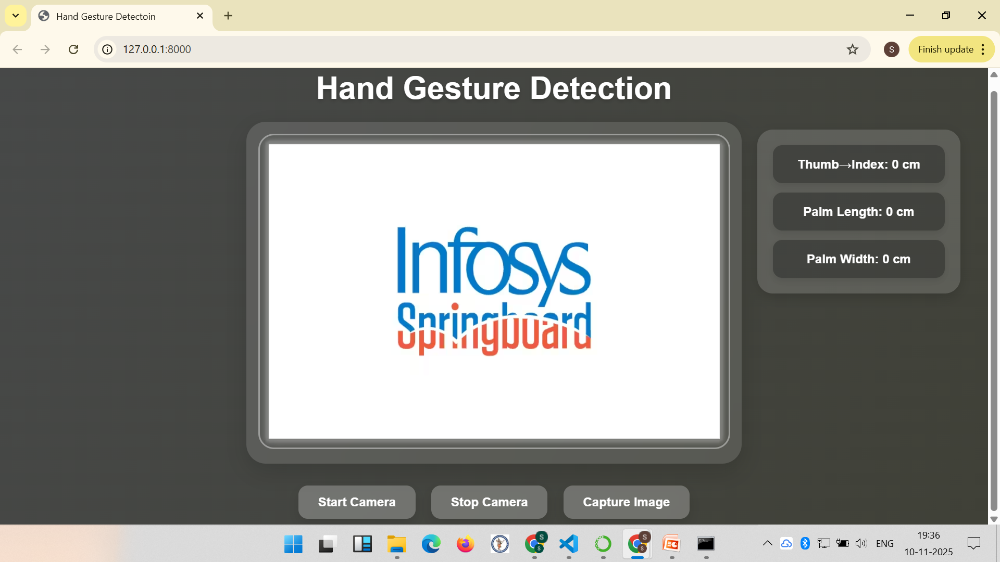 Hand Gesture Detectoin
127.0.0.1:8000
S
Finish update
Hand Gesture Detection
Infosys
Springboard
Thumb→Index: 0 cm
Palm Length: 0 cm
Palm Width: 0 cm
Start Camera
Stop Camera
Capture Image
S
S
S
S
ENG
19:36
10-11-2025